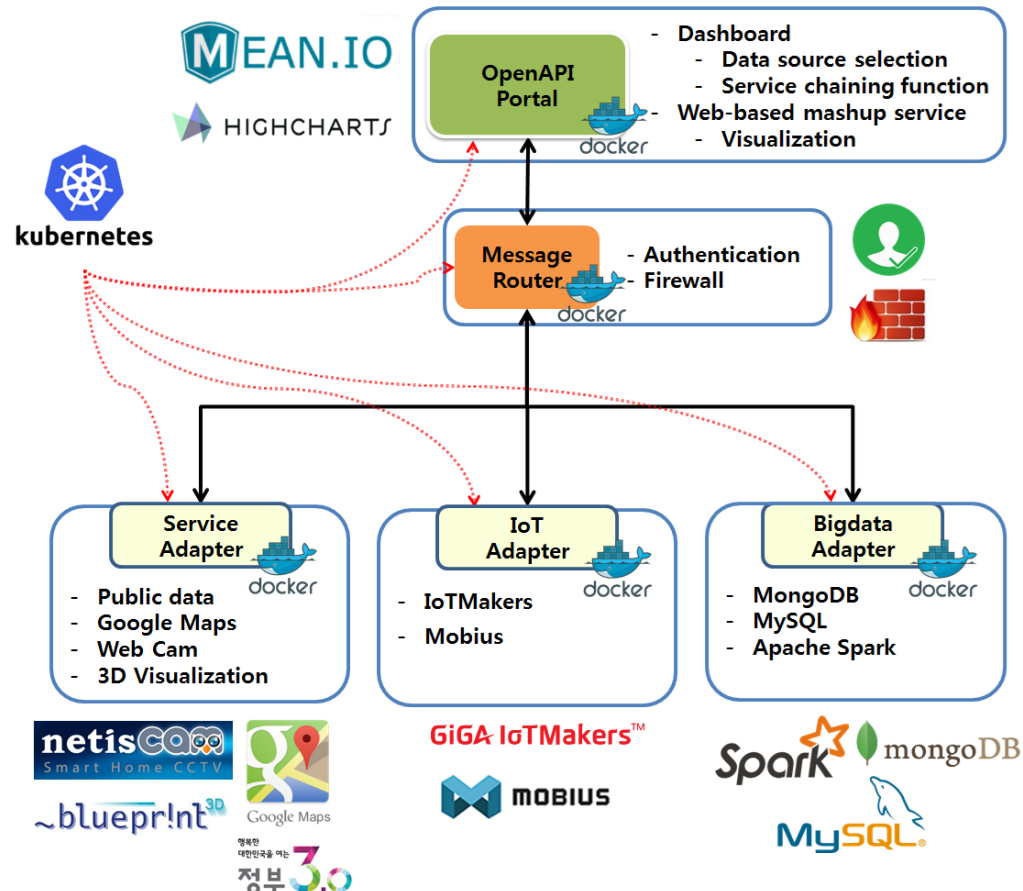 MEAN.IO
HIGHCHARTS
OpenAPI
Portal
docker
- Dashboard
- Data source selection
- Service chaining function
- Web-based mashup service
- Visualization
kubernetes
Message
Router
docker
- Authentication
- Firewall
Service
Adapter
docker
- Public data
- Google Maps
- Web Cam
- 3D Visualization
IoT
Adapter
docker
- IoTMakers
- Mobius
Bigdata
Adapter
docker
- MongoDB
- MySQL
- Apache Spark
netiscam
Smart Home CCTV
~blueprint3D
g
Google Maps
행복한
대한민국을 여는
정부3.0
GiGA IoTMakers™
MOBIUS
Spark
mongoDB
MySQL®